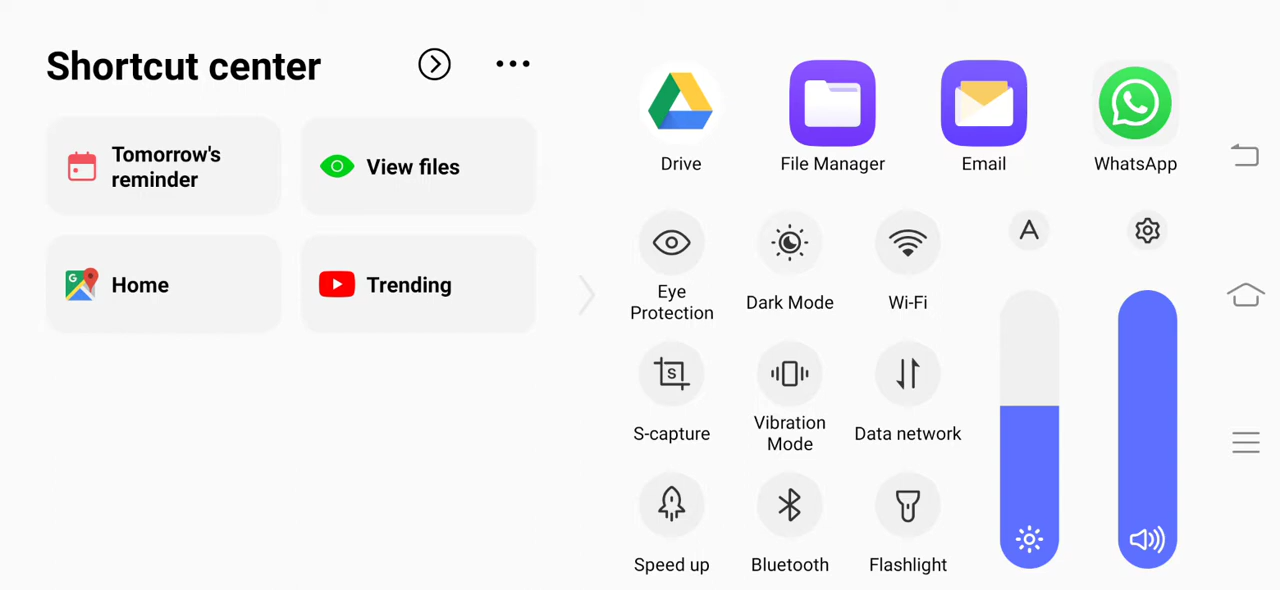 Shortcut center
Tomorrow's
reminder
View files
Home
Trending
Drive
File Manager
Email
WhatsApp
Eye
Protection
Dark Mode
Wi-Fi
A
S-capture
Vibration
Mode
Data network
Speed up
Bluetooth
Flashlight